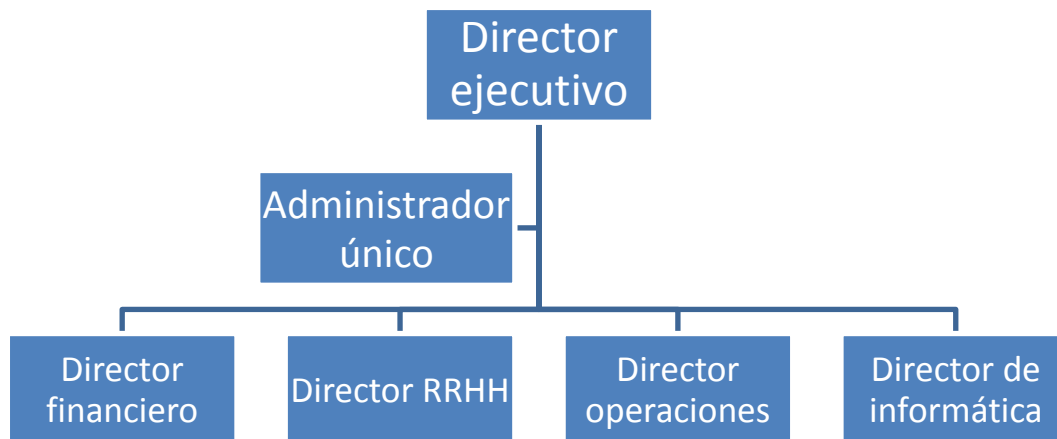 Director
ejecutivo
Administrador
único
Director
financiero
Director RRHH
Director
operaciones
Director de
informática